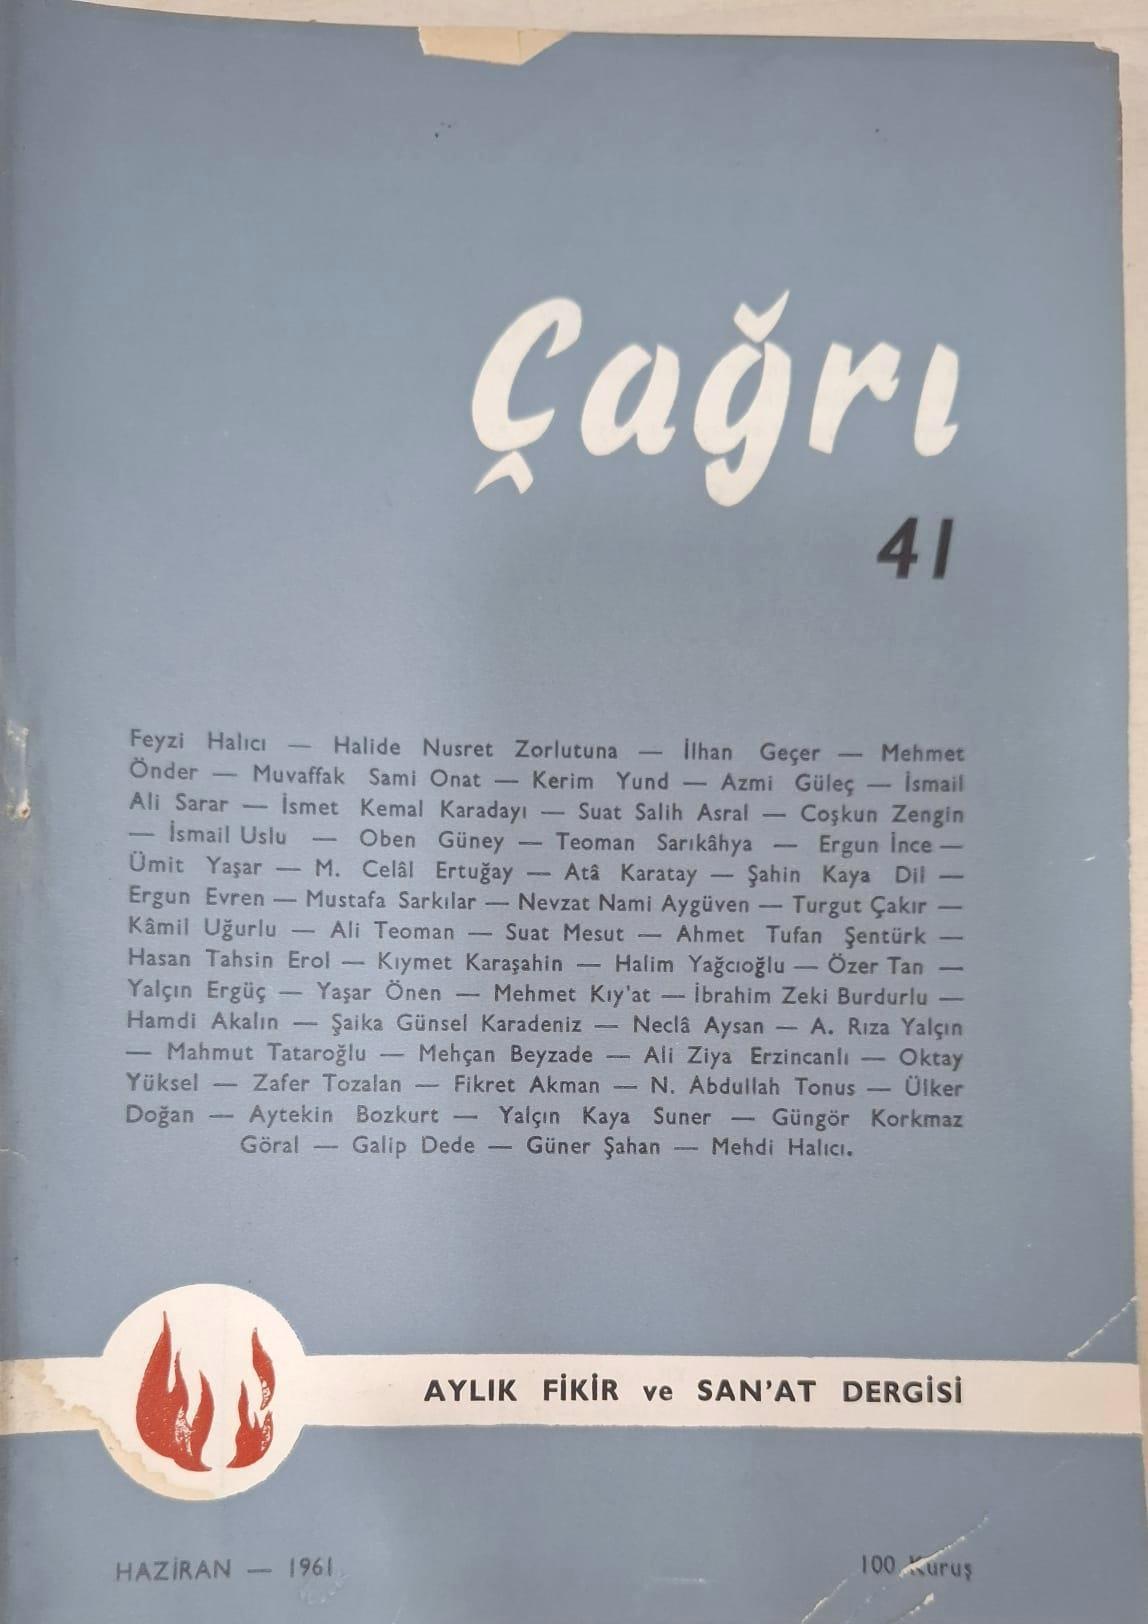 Çağrı
41
Feyzi Halıcı — Halide Nusret Zorlutuna — İlhan Geçer — Mehmet
Önder — Muvaffak Sami Onat — Kerim Yund — Azmi Güleç — İsmail
Ali Sarar — İsmet Kemal Karadayı — Suat Salih Asral — Coşkun Zengin
— İsmail Uslu — Oben Güney — Teoman Sarıkâhya — Ergun İnce —
Ümit Yaşar — M. Celâl Ertuğay — Atâ Karatay — Şahin Kaya Dil —
Ergun Evren — Mustafa Sarkılar — Nevzat Nami Aygüven — Turgut Çakır —
Kâmil Uğurlu — Ali Teoman — Suat Mesut — Ahmet Tufan Şentürk —
Hasan Tahsin Erol — Kıymet Karaşahin — Halim Yağcıoğlu — Özer Tan —
Yalçın Ergüç — Yaşar Önen — Mehmet Kıy'at — İbrahim Zeki Burdurlu —
Hamdi Akalın — Şaika Günsel Karadeniz — Neclâ Aysan — A. Rıza Yalçın
— Mahmut Tataroğlu — Mehçan Beyzade — Ali Ziya Erzincanlı — Oktay
Yüksel — Zafer Tozalan — Fikret Akman — N. Abdullah Tonus — Ülker
Doğan — Aytekin Bozkurt — Yalçın Kaya Suner — Güngör Korkmaz
Göral — Galip Dede — Güner Şahan — Mehdi Halıcı.
AYLIK FİKİR ve SAN'AT DERGİSİ
HAZİRAN — 1961
100 Kuruş